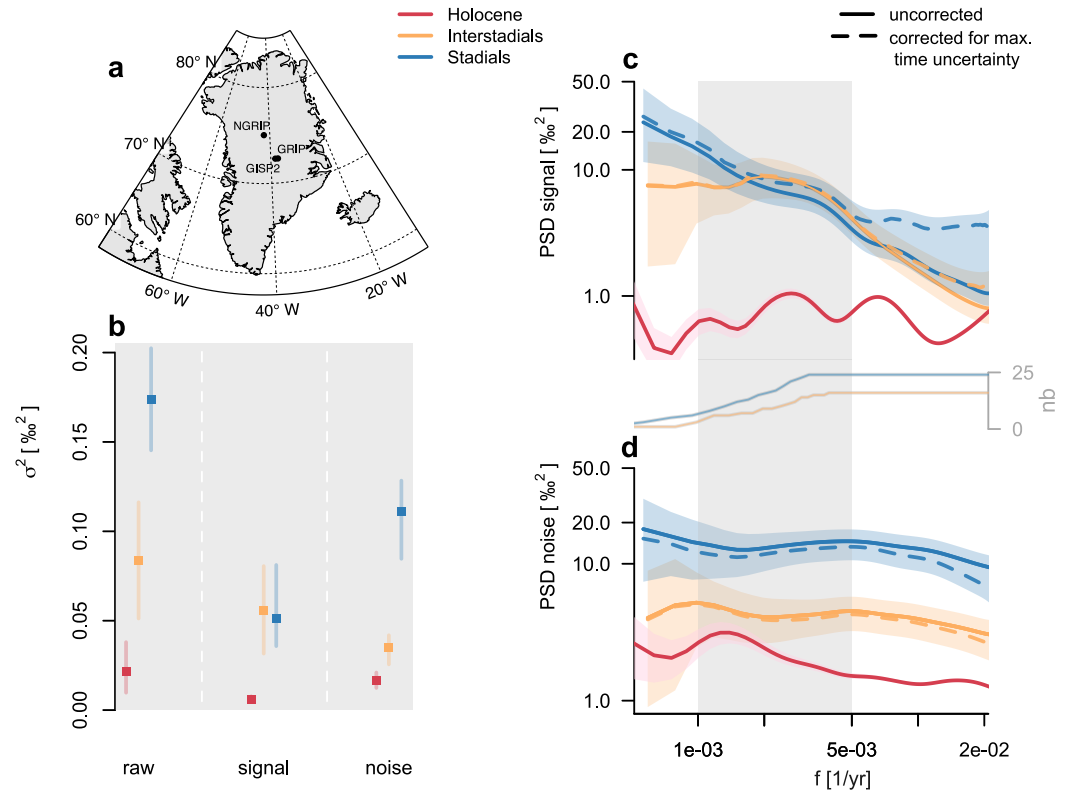 Holocene
Interstadials
Stadials
uncorrected
corrected for max.
time uncertainty
a
80° N
70° N
60° N
60° W
40° W
20° W
NGRIP
GRIP
GISP2
b
σ² [ ‰² ]
0.20
0.15
0.10
0.05
0.00
raw signal noise
c
PSD signal [ ‰² ]
50.0
20.0
10.0
1.0
25
0
nb
d
PSD noise [ ‰² ]
50.0
20.0
10.0
1.0
1e-03 5e-03 2e-02
f [1/yr]